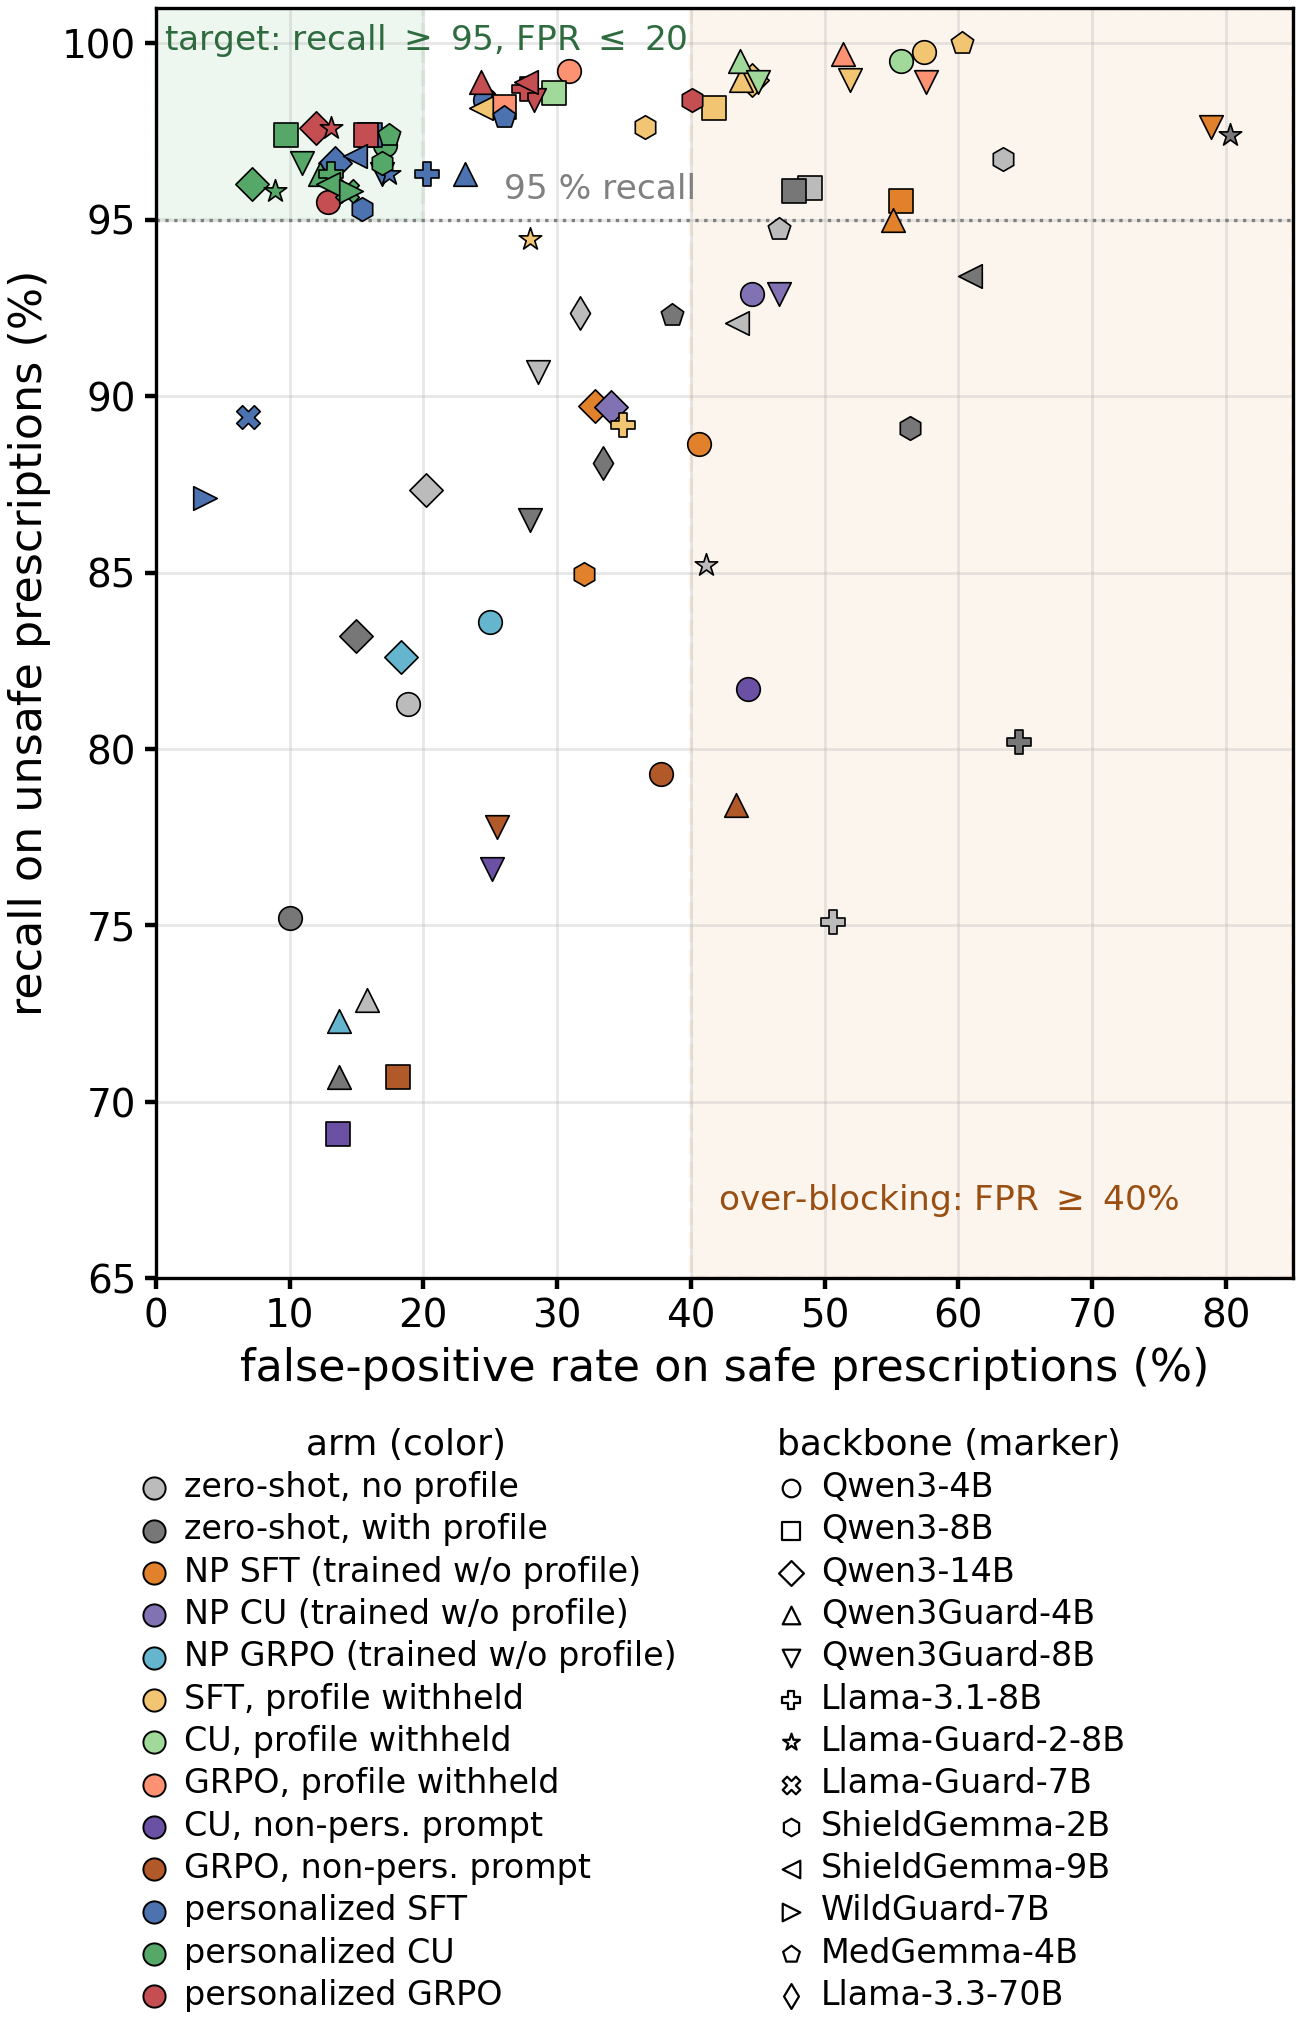 target: recall ≥ 95, FPR ≤ 20
95 % recall
over-blocking: FPR ≥ 40%
recall on unsafe prescriptions (%)
100
95
90
85
80
75
70
65
0 10 20 30 40 50 60 70 80
false-positive rate on safe prescriptions (%)
arm (color)
zero-shot, no profile
zero-shot, with profile
NP SFT (trained w/o profile)
NP CU (trained w/o profile)
NP GRPO (trained w/o profile)
SFT, profile withheld
CU, profile withheld
GRPO, profile withheld
CU, non-pers. prompt
GRPO, non-pers. prompt
personalized SFT
personalized CU
personalized GRPO
backbone (marker)
Qwen3-4B
Qwen3-8B
Qwen3-14B
Qwen3Guard-4B
Qwen3Guard-8B
Llama-3.1-8B
Llama-Guard-2-8B
Llama-Guard-7B
ShieldGemma-2B
ShieldGemma-9B
WildGuard-7B
MedGemma-4B
Llama-3.3-70B